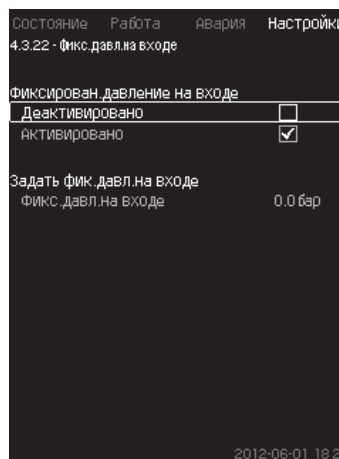 Состояние Работа Авария Настройки
4.3.22 - Фикс.давл.на входе
Фиксирован.давление на входе
Деактивировано
Активировано
Задать фик.давл.на входе
Фикс.давл.на входе 0.0 бар
2012-06-01 18:2